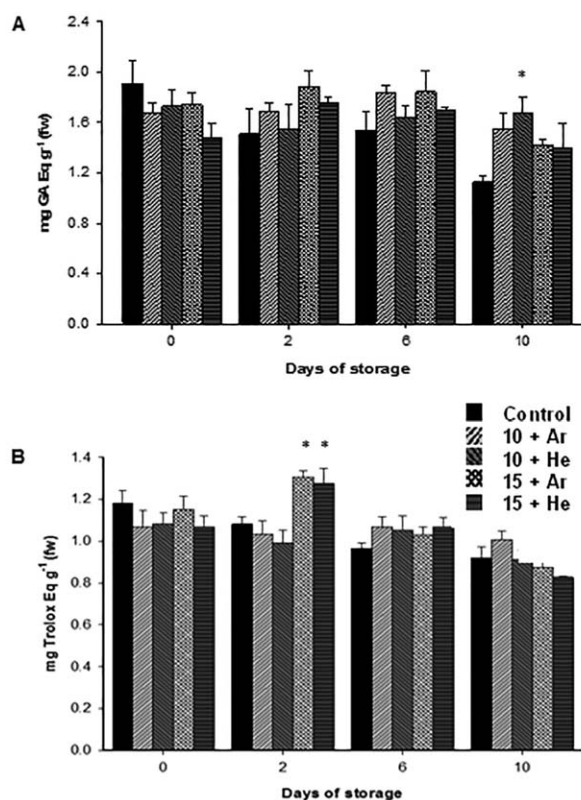 A
2.4
2.0
1.6
1.2
0.8
0.4
0.0
mg GA Eq g⁻¹ (fw)
*
0 2 6 10
Days of storage
Control
10 + Ar
10 + He
15 + Ar
15 + He
B
1.4
1.2
1.0
0.8
0.6
0.4
0.2
0.0
mg Trolox Eq g⁻¹ (fw)
* *
0 2 6 10
Days of storage